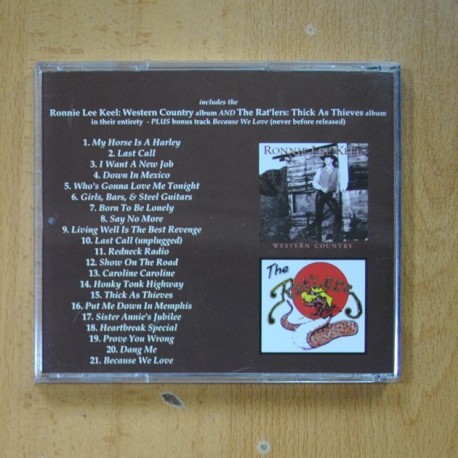 includes the
Ronnie Lee Keel: Western Country album AND The Rat'lers: Thick As Thieves album
in their entirety - PLUS bonus track Because We Love (never before released)
1. My Horse Is A Harley
2. Last Call
3. I Want A New Job
4. Down In Mexico
5. Who's Gonna Love Me Tonight
6. Girls, Bars, & Steel Guitars
7. Born To Be Lonely
8. Say No More
9. Living Well Is The Best Revenge
10. Last Call (unplugged)
11. Redneck Radio
12. Show On The Road
13. Caroline Caroline
14. Honky Tonk Highway
15. Thick As Thieves
16. Put Me Down In Memphis
17. Sister Annie's Jubilee
18. Heartbreak Special
19. Prove You Wrong
20. Dang Me
21. Because We Love
RONNIE LEE KEEL
WESTERN COUNTRY
The
Rat'lers